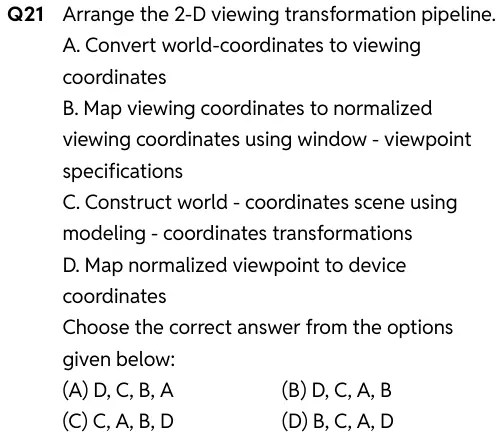 Q21 Arrange the 2-D viewing transformation pipeline.
A. Convert world-coordinates to viewing
coordinates
B. Map viewing coordinates to normalized
viewing coordinates using window - viewpoint
specifications
C. Construct world - coordinates scene using
modeling - coordinates transformations
D. Map normalized viewpoint to device
coordinates
Choose the correct answer from the options
given below:
(A) D, C, B, A (B) D, C, A, B
(C) C, A, B, D (D) B, C, A, D